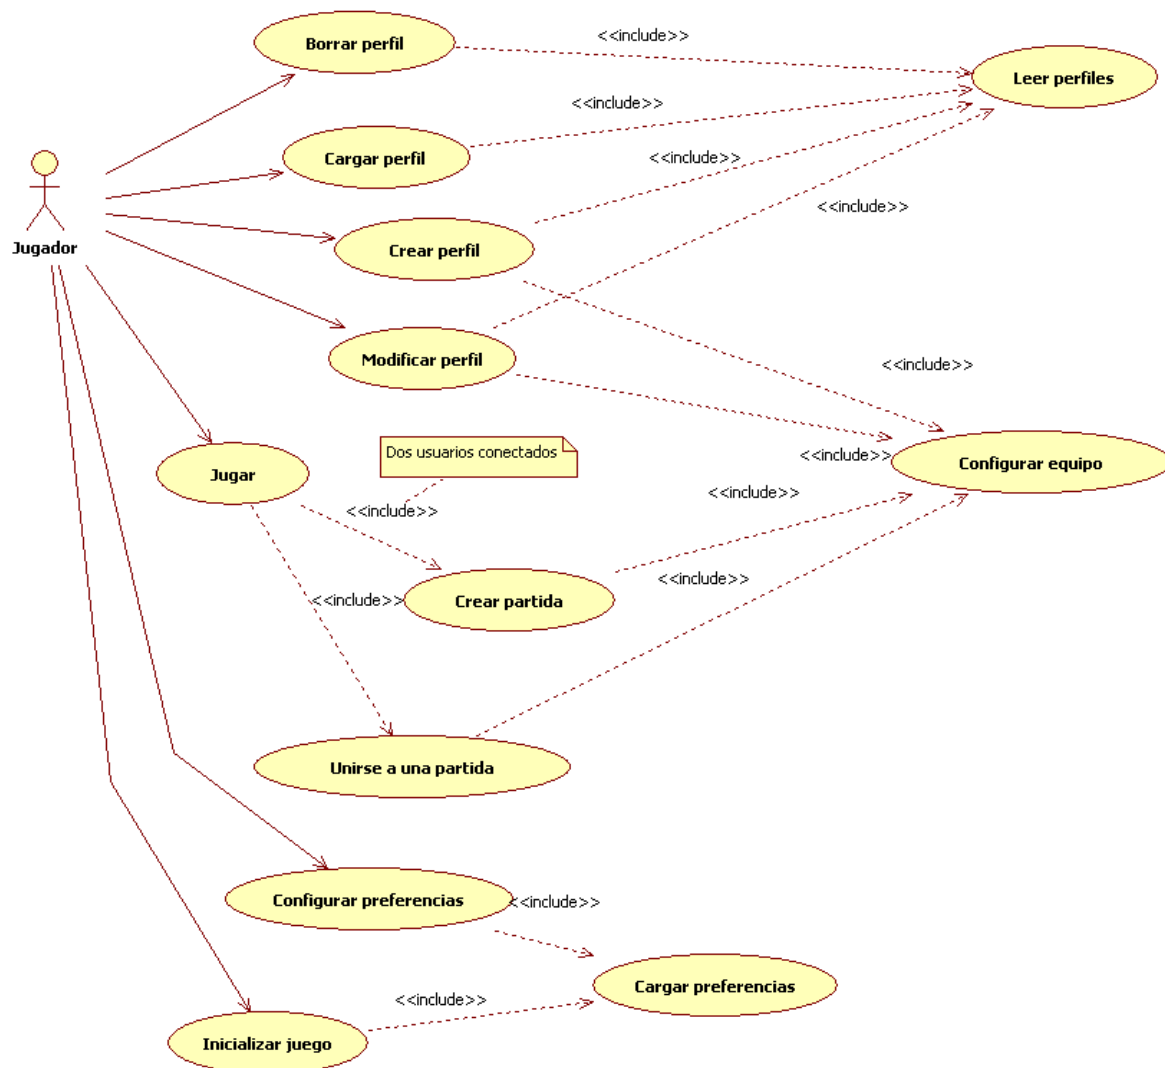 Borrar perfil
<<include>>
Leer perfiles
<<include>>
Cargar perfil
<<include>>
<<include>>
Jugador
Crear perfil
Modificar perfil
<<include>>
Dos usuarios conectados
<<include>>
Configurar equipo
Jugar
<<include>>
<<include>>
<<include>>
Crear partida
<<include>>
Unirse a una partida
Configurar preferencias
<<include>>
Cargar preferencias
<<include>>
Inicializar juego